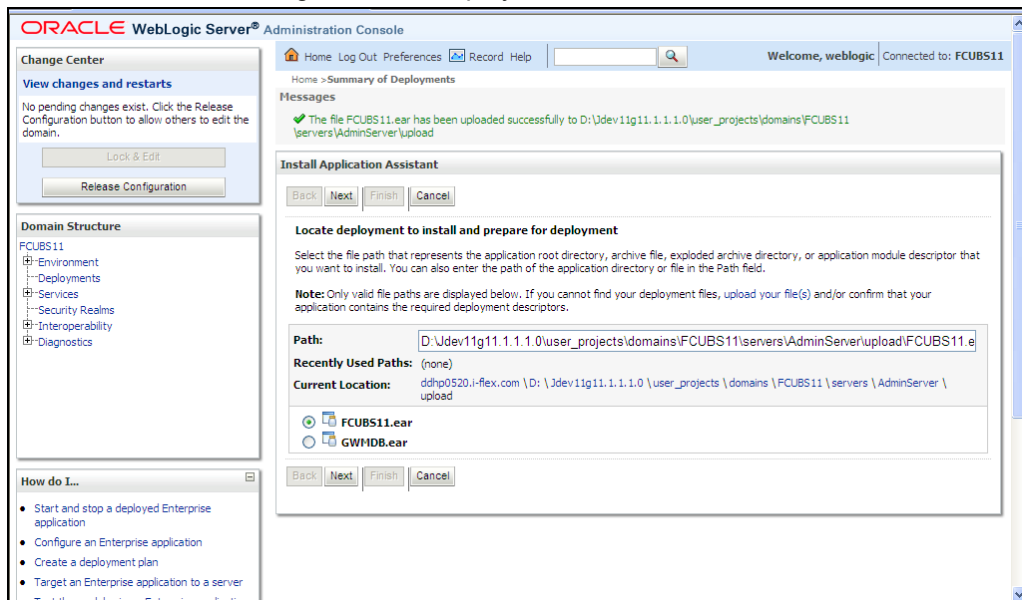 ORACLE WebLogic Server® Administration Console
Change Center
View changes and restarts
No pending changes exist. Click the Release
Configuration button to allow others to edit the
domain.
Lock & Edit
Release Configuration
Domain Structure
FCUBS11
Environment
Deployments
Services
Security Realms
Interoperability
Diagnostics
How do I...
Start and stop a deployed Enterprise
application
Configure an Enterprise application
Create a deployment plan
Target an Enterprise application to a server
Home Log Out Preferences Record Help
Welcome, weblogic Connected to: FCUBS11
Home >Summary of Deployments
Messages
The file FCUBS11.ear has been uploaded successfully to D:\Jdev11g11.1.1.1.0\user_projects\domains\FCUBS11
\servers\AdminServer\upload
Install Application Assistant
Back Next Finish Cancel
Locate deployment to install and prepare for deployment
Select the file path that represents the application root directory, archive file, exploded archive directory, or application module descriptor that
you want to install. You can also enter the path of the application directory or file in the Path field.
Note: Only valid file paths are displayed below. If you cannot find your deployment files, upload your file(s) and/or confirm that your
application contains the required deployment descriptors.
Path: D:\Jdev11g11.1.1.1.0\user_projects\domains\FCUBS11\servers\AdminServer\upload\FCUBS11.e
Recently Used Paths: (none)
Current Location: ddhp0520.i-flex.com \ D: \ Jdev11g11.1.1.1.0 \ user_projects \ domains \ FCUBS11 \ servers \ AdminServer \
upload
FCUBS11.ear
GWMDB.ear
Back Next Finish Cancel